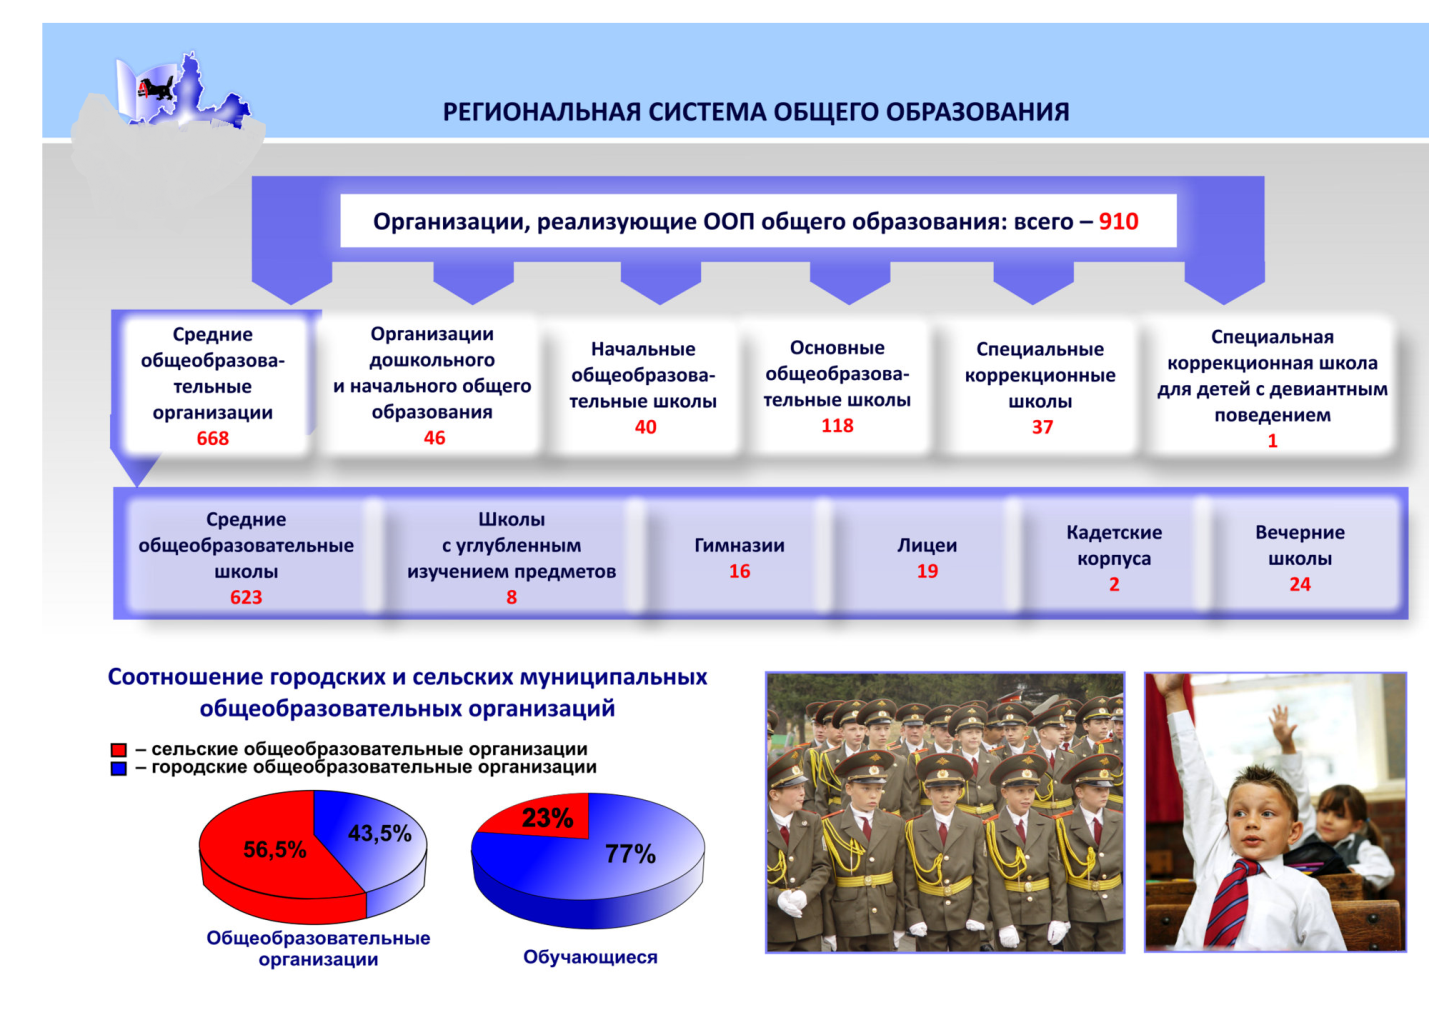 РЕГИОНАЛЬНАЯ СИСТЕМА ОБЩЕГО ОБРАЗОВАНИЯ
Организации, реализующие ООП общего образования: всего – 910
Средние
общеобразова-
тельные
организации
668
Организации
дошкольного
и начального общего
образования
46
Начальные
общеобразова-
тельные школы
40
Основные
общеобразова-
тельные школы
118
Специальные
коррекционные
школы
37
Специальная
коррекционная школа
для детей с девиантным
поведением
1
Средние
общеобразовательные
школы
623
Школы
с углубленным
изучением предметов
8
Гимназии
16
Лицеи
19
Кадетские
корпуса
2
Вечерние
школы
24
Соотношение городских и сельских муниципальных
общеобразовательных организаций
– сельские общеобразовательные организации
– городские общеобразовательные организации
56,5%
43,5%
Общеобразовательные
организации
23%
77%
Обучающиеся